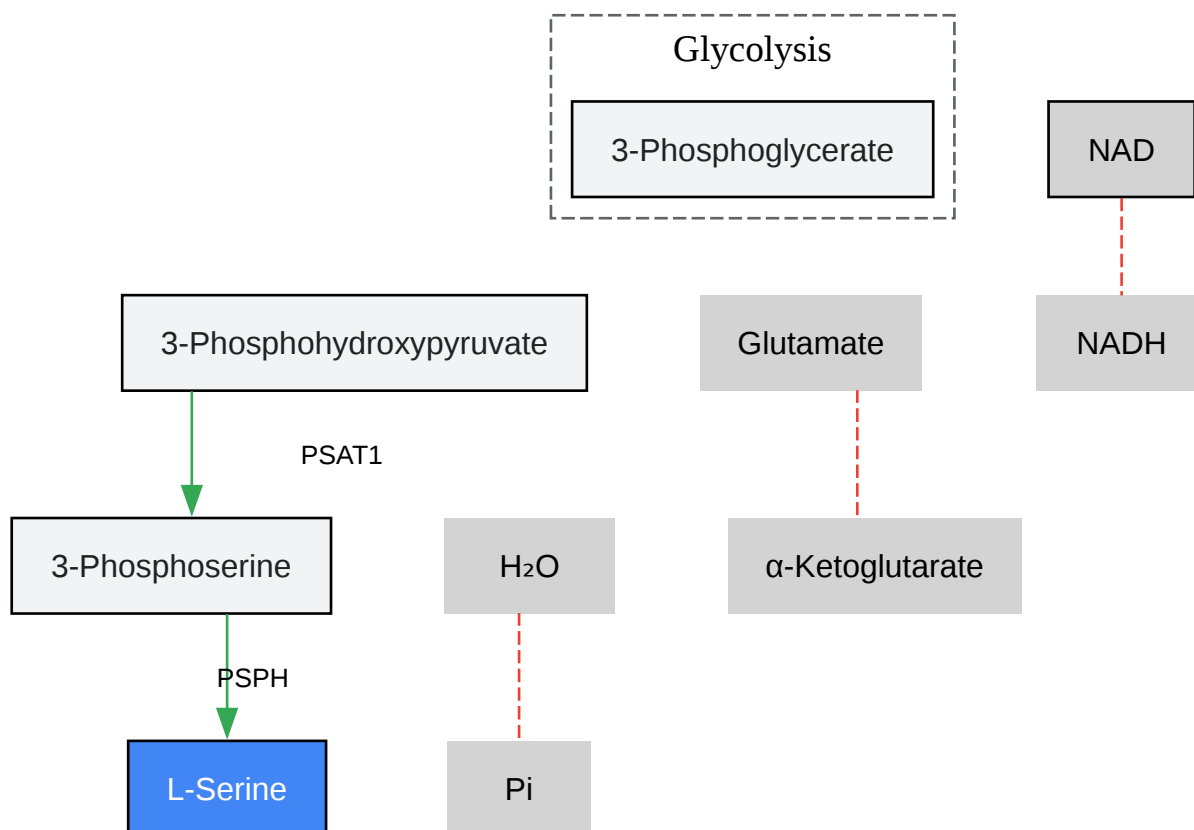 Glycolysis
3-Phosphoglycerate
NAD
3-Phosphohydroxypyruvate
Glutamate
NADH
PSAT1
3-Phosphoserine
H₂O
α-Ketoglutarate
PSPH
L-Serine
Pi